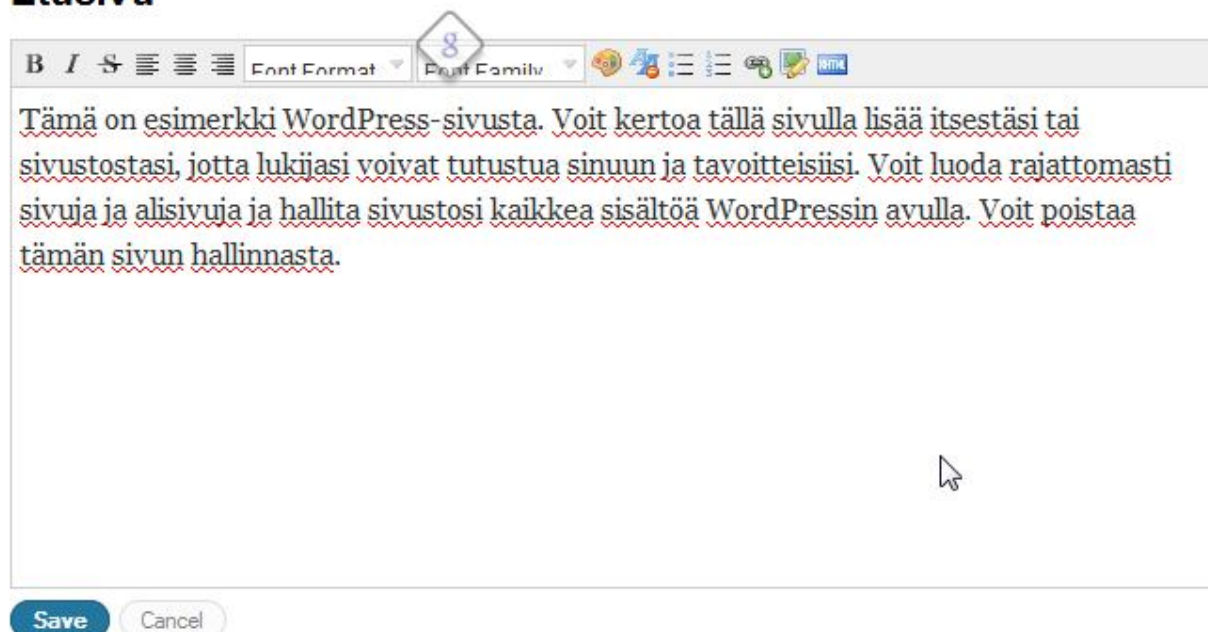 Etusivu
g
B I S Font Format Font Family HTML
Tämä on esimerkki WordPress-sivusta. Voit kertoa tällä sivulla lisää itsestäsi tai
sivustostasi, jotta lukijasi voivat tutustua sinuun ja tavoitteisiisi. Voit luoda rajattomasti
sivuja ja alisivuja ja hallita sivustosi kaikkea sisältöä WordPressin avulla. Voit poistaa
tämän sivun hallinnasta.
Save Cancel